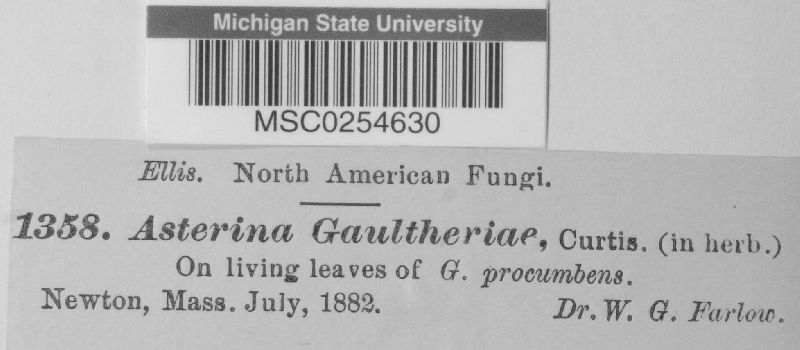 Michigan State University
MSC0254630
Ellis. North American Fungi.
1358. Asterina Gaultheriae, Curtis. (in herb.)
On living leaves of G. procumbens.
Newton, Mass. July, 1882. Dr. W. G. Farlow.